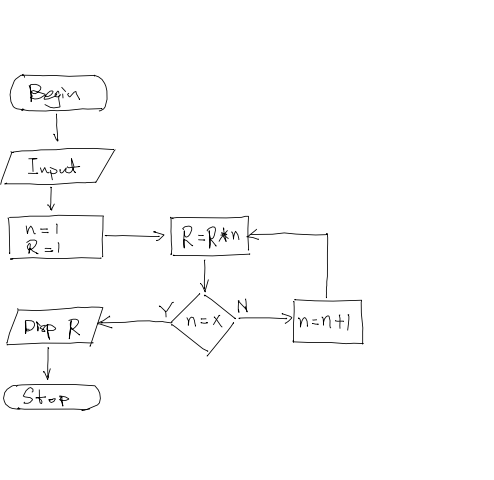 Begin
Input
n=1
R=1
R=R*n
n=x
Y
N
n=n+1
Disp R
Stop